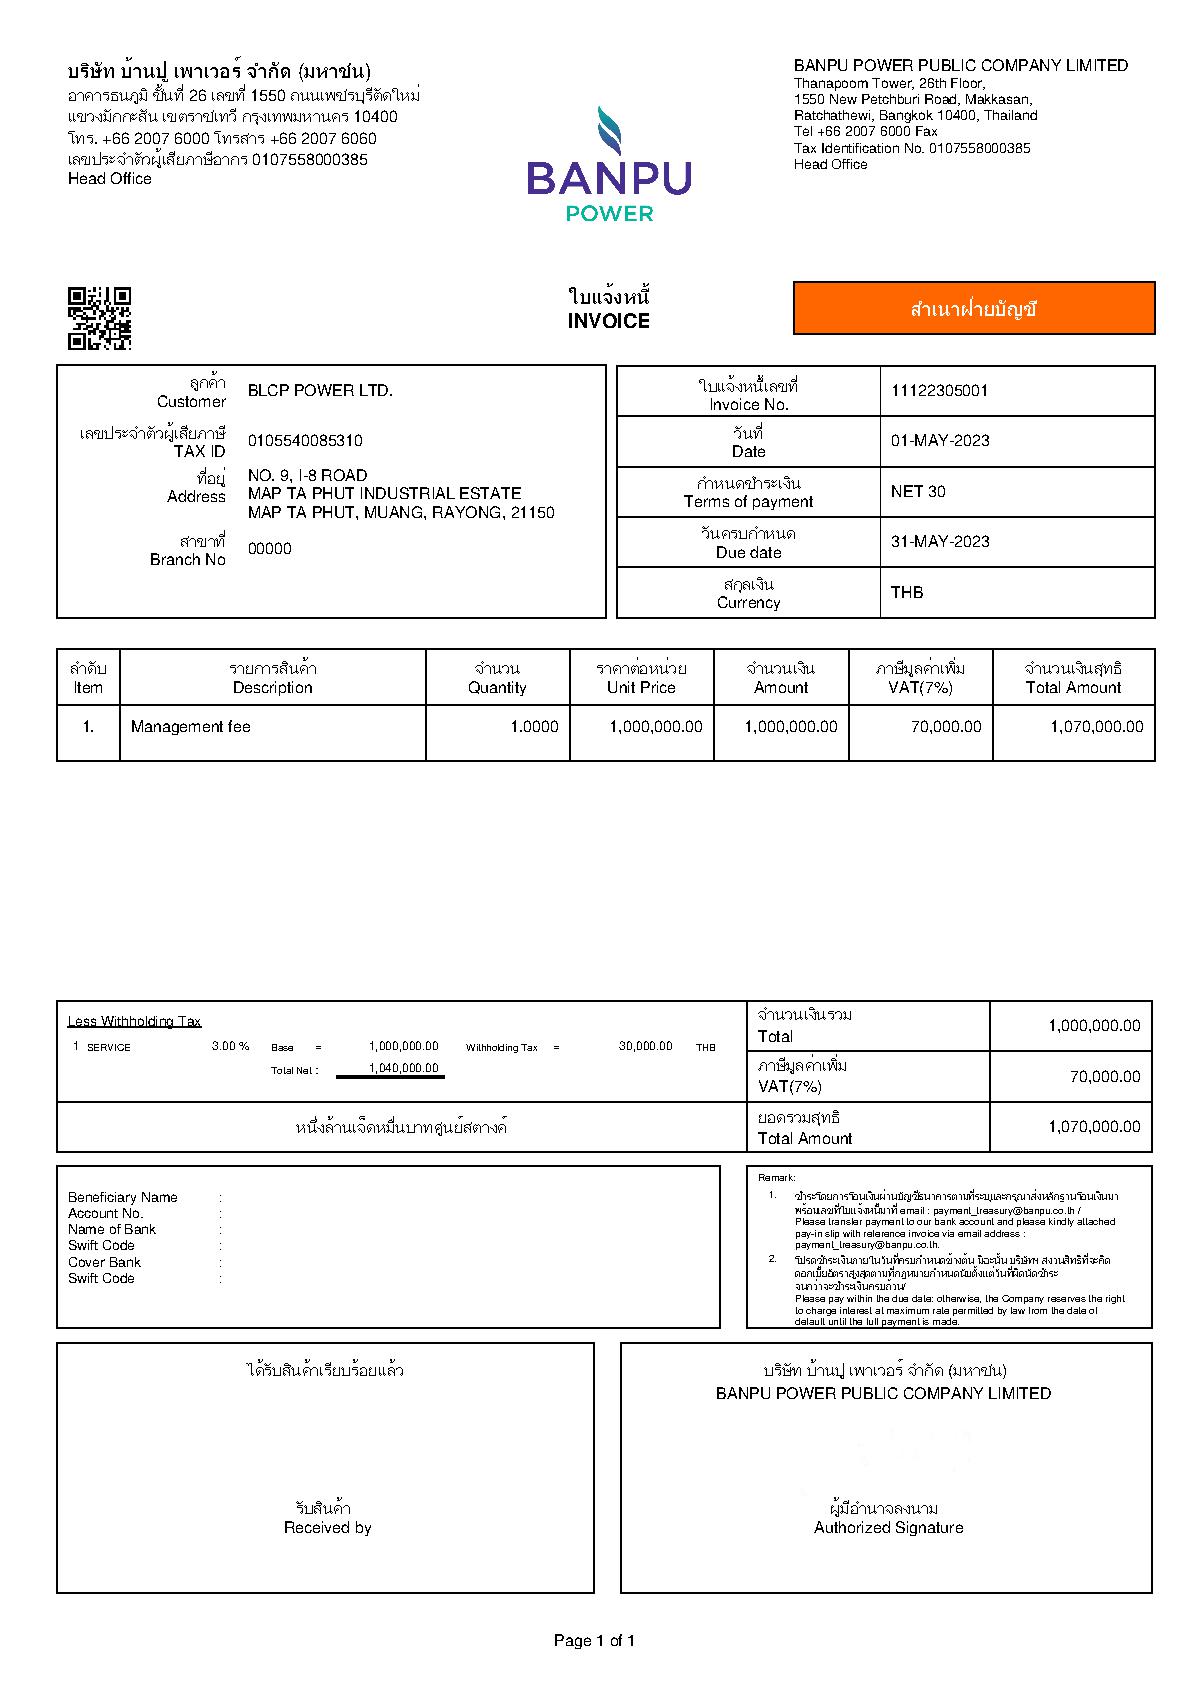 บริษัท บ้านปู เพาเวอร์ จำกัด (มหาชน)
อาคารธนภูมิ ชั้นที่ 26 เลขที่ 1550 ถนนเพชรบุรีตัดใหม่
แขวงมักกะสัน เขตราชเทวี กรุงเทพมหานคร 10400
โทร. +66 2007 6000 โทรสาร +66 2007 6060
เลขประจำตัวผู้เสียภาษีอากร 0107558000385
Head Office
BANPU
POWER
BANPU POWER PUBLIC COMPANY LIMITED
Thanapoom Tower, 26th Floor,
1550 New Petchburi Road, Makkasan,
Ratchathewi, Bangkok 10400, Thailand
Tel +66 2007 6000 Fax
Tax Identification No. 0107558000385
Head Office
ใบแจ้งหนี้
INVOICE
สำเนาฝ่ายบัญชี
ลูกค้า
Customer BLCP POWER LTD.
เลขประจำตัวผู้เสียภาษี
TAX ID 0105540085310
ที่อยู่
Address NO. 9, I-8 ROAD
MAP TA PHUT INDUSTRIAL ESTATE
MAP TA PHUT, MUANG, RAYONG, 21150
สาขาที่
Branch No 00000
ใบแจ้งหนี้เลขที่
Invoice No. 11122305001
วันที่
Date 01-MAY-2023
กำหนดชำระเงิน
Terms of payment NET 30
วันครบกำหนด
Due date 31-MAY-2023
สกุลเงิน
Currency THB
ลำดับ รายการสินค้า จำนวน ราคาต่อหน่วย จำนวนเงิน ภาษีมูลค่าเพิ่ม จำนวนเงินสุทธิ
Item Description Quantity Unit Price Amount VAT(7%) Total Amount
1. Management fee 1.0000 1,000,000.00 1,000,000.00 70,000.00 1,070,000.00
Less Withholding Tax
1 SERVICE 3.00 % Base = 1,000,000.00 Withholding Tax = 30,000.00 THB
Total Net : 1,040,000.00
หนึ่งล้านเจ็ดหมื่นบาทศูนย์สตางค์
จำนวนเงินรวม
Total 1,000,000.00
ภาษีมูลค่าเพิ่ม
VAT(7%) 70,000.00
ยอดรวมสุทธิ
Total Amount 1,070,000.00
Beneficiary Name :
Account No. :
Name of Bank :
Swift Code :
Cover Bank :
Swift Code :
Remark:
1. ชำระโดยการโอนเงินผ่านบัญชีธนาคารตามที่ระบุและกรุณาส่งหลักฐานโอนเงินมา
พร้อมเลขที่ใบแจ้งหนี้มาที่ email : payment_treasury@banpu.co.th /
Please transfer payment to our bank account and please kindly attached
pay-in slip with reference invoice via email address :
payment_treasury@banpu.co.th.
2. โปรดชำระเงินภายในวันที่ครบกำหนดข้างต้น มิฉะนั้น บริษัทฯ สงวนสิทธิที่จะคิด
ดอกเบี้ยอัตราสูงสุดตามที่กฎหมายกำหนดนับตั้งแต่วันที่ผิดนัดชำระ
จนกว่าจะชำระเงินครบถ้วน/
Please pay within the due date: otherwise, the Company reserves the right
to charge interest at maximum rate permitted by law from the date of
default until the full payment is made.
ได้รับสินค้าเรียบร้อยแล้ว
รับสินค้า
Received by
บริษัท บ้านปู เพาเวอร์ จำกัด (มหาชน)
BANPU POWER PUBLIC COMPANY LIMITED
ผู้มีอำนาจลงนาม
Authorized Signature
Page 1 of 1